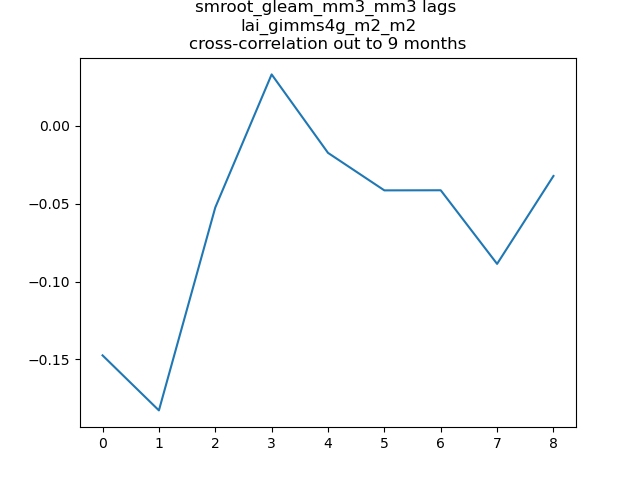 smroot_gleam_mm3_mm3 lags
lai_gimms4g_m2_m2
cross-correlation out to 9 months
0.00
−0.05
−0.10
−0.15
0 1 2 3 4 5 6 7 8